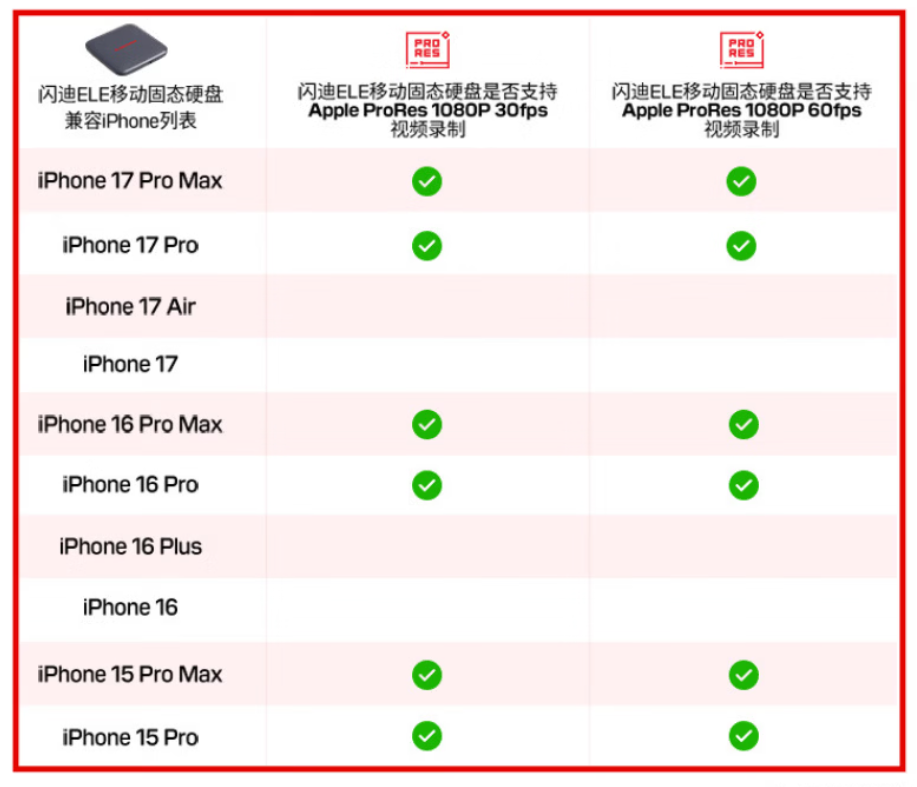 闪迪ELE移动固态硬盘
兼容iPhone列表
PRO
RES
闪迪ELE移动固态硬盘是否支持
Apple ProRes 1080P 30fps
视频录制
PRO
RES
闪迪ELE移动固态硬盘是否支持
Apple ProRes 1080P 60fps
视频录制
iPhone 17 Pro Max
iPhone 17 Pro
iPhone 17 Air
iPhone 17
iPhone 16 Pro Max
iPhone 16 Pro
iPhone 16 Plus
iPhone 16
iPhone 15 Pro Max
iPhone 15 Pro